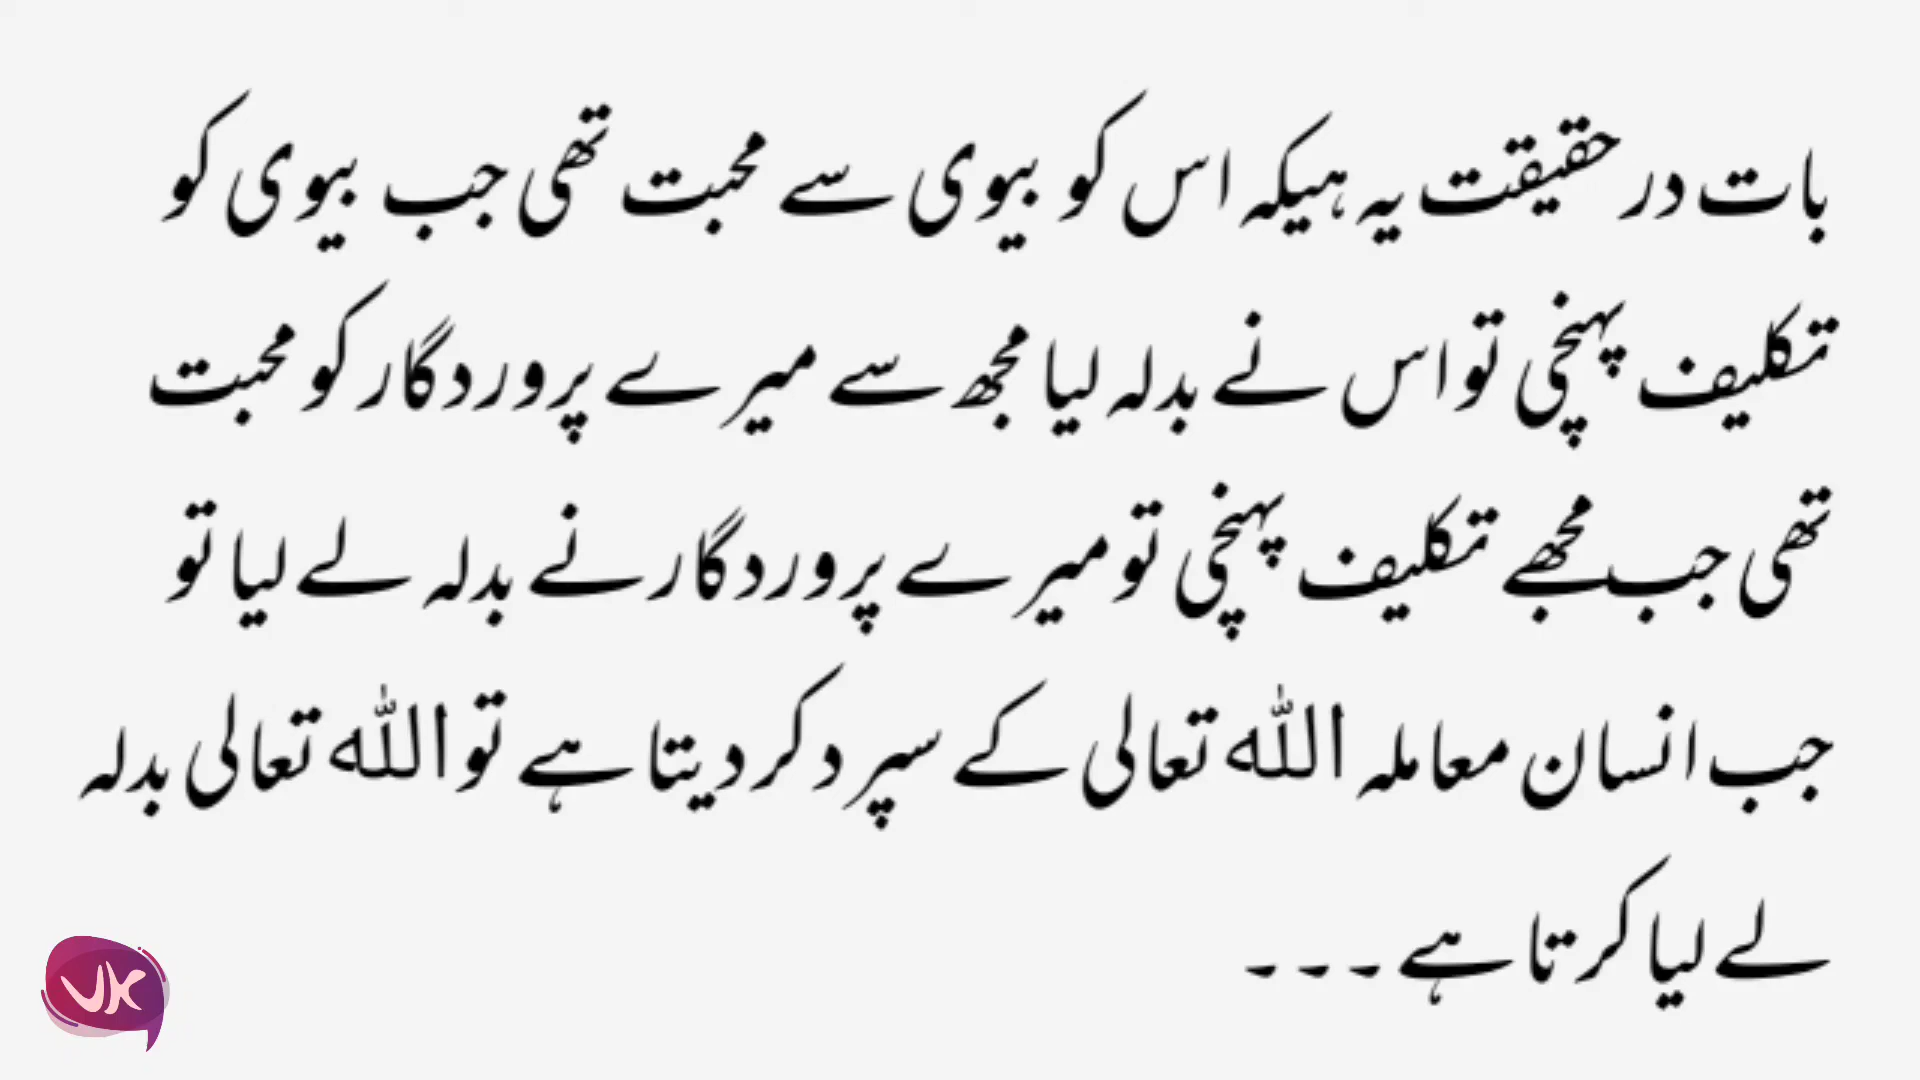 بات در حقیقت یہ ہیکہ اس کو بیوی سے محبت تھی جب بیوی کو
تکلیف پہنچی تو اس نے بدلہ لیا مجھ سے میرے پروردگار کو محبت
تھی جب مجھے تکلیف پہنچی تو میرے پروردگار نے بدلہ لے لیا تو
جب انسان معاملہ اللہ تعالی کے سپرد کر دیتا ہے تو اللہ تعالی بدلہ
لے لیا کرتا ہے ۔ ۔ ۔
UK